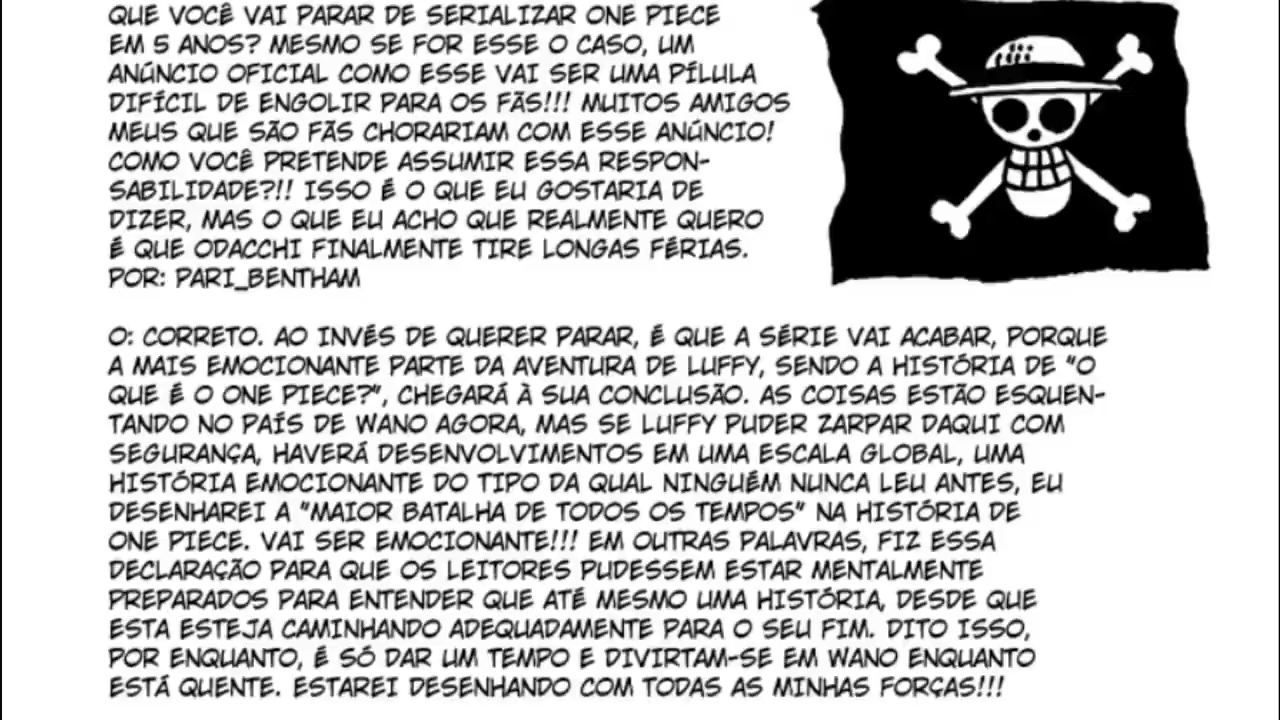 QUE VOCÊ VAI PARAR DE SERIALIZAR ONE PIECE
EM 5 ANOS? MESMO SE FOR ESSE O CASO, UM
ANÚNCIO OFICIAL COMO ESSE VAI SER UMA PÍLULA
DIFÍCIL DE ENGOLIR PARA OS FÃS!!! MUITOS AMIGOS
MEUS QUE SÃO FÃS CHORARIAM COM ESSE ANÚNCIO!
COMO VOCÊ PRETENDE ASSUMIR ESSA RESPON-
SABILIDADE?!! ISSO É O QUE EU GOSTARIA DE
DIZER, MAS O QUE EU ACHO QUE REALMENTE QUERO
É QUE ODACCHI FINALMENTE TIRE LONGAS FÉRIAS.
POR: PARI_BENTHAM
O: CORRETO. AO INVÉS DE QUERER PARAR, É QUE A SÉRIE VAI ACABAR, PORQUE
A MAIS EMOCIONANTE PARTE DA AVENTURA DE LUFFY, SENDO A HISTÓRIA DE "O
QUE É O ONE PIECE?", CHEGARÁ À SUA CONCLUSÃO. AS COISAS ESTÃO ESQUEN-
TANDO NO PAÍS DE WANO AGORA, MAS SE LUFFY PUDER ZARPAR DAQUI COM
SEGURANÇA, HAVERÁ DESENVOLVIMENTOS EM UMA ESCALA GLOBAL, UMA
HISTÓRIA EMOCIONANTE DO TIPO DA QUAL NINGUÉM NUNCA LEU ANTES, EU
DESENHAREI A "MAIOR BATALHA DE TODOS OS TEMPOS" NA HISTÓRIA DE
ONE PIECE. VAI SER EMOCIONANTE!!! EM OUTRAS PALAVRAS, FIZ ESSA
DECLARAÇÃO PARA QUE OS LEITORES PUDESSEM ESTAR MENTALMENTE
PREPARADOS PARA ENTENDER QUE ATÉ MESMO UMA HISTÓRIA, DESDE QUE
ESTA ESTEJA CAMINHANDO ADEQUADAMENTE PARA O SEU FIM. DITO ISSO,
POR ENQUANTO, É SÓ DAR UM TEMPO E DIVIRTAM-SE EM WANO ENQUANTO
ESTÁ QUENTE. ESTAREI DESENHANDO COM TODAS AS MINHAS FORÇAS!!!